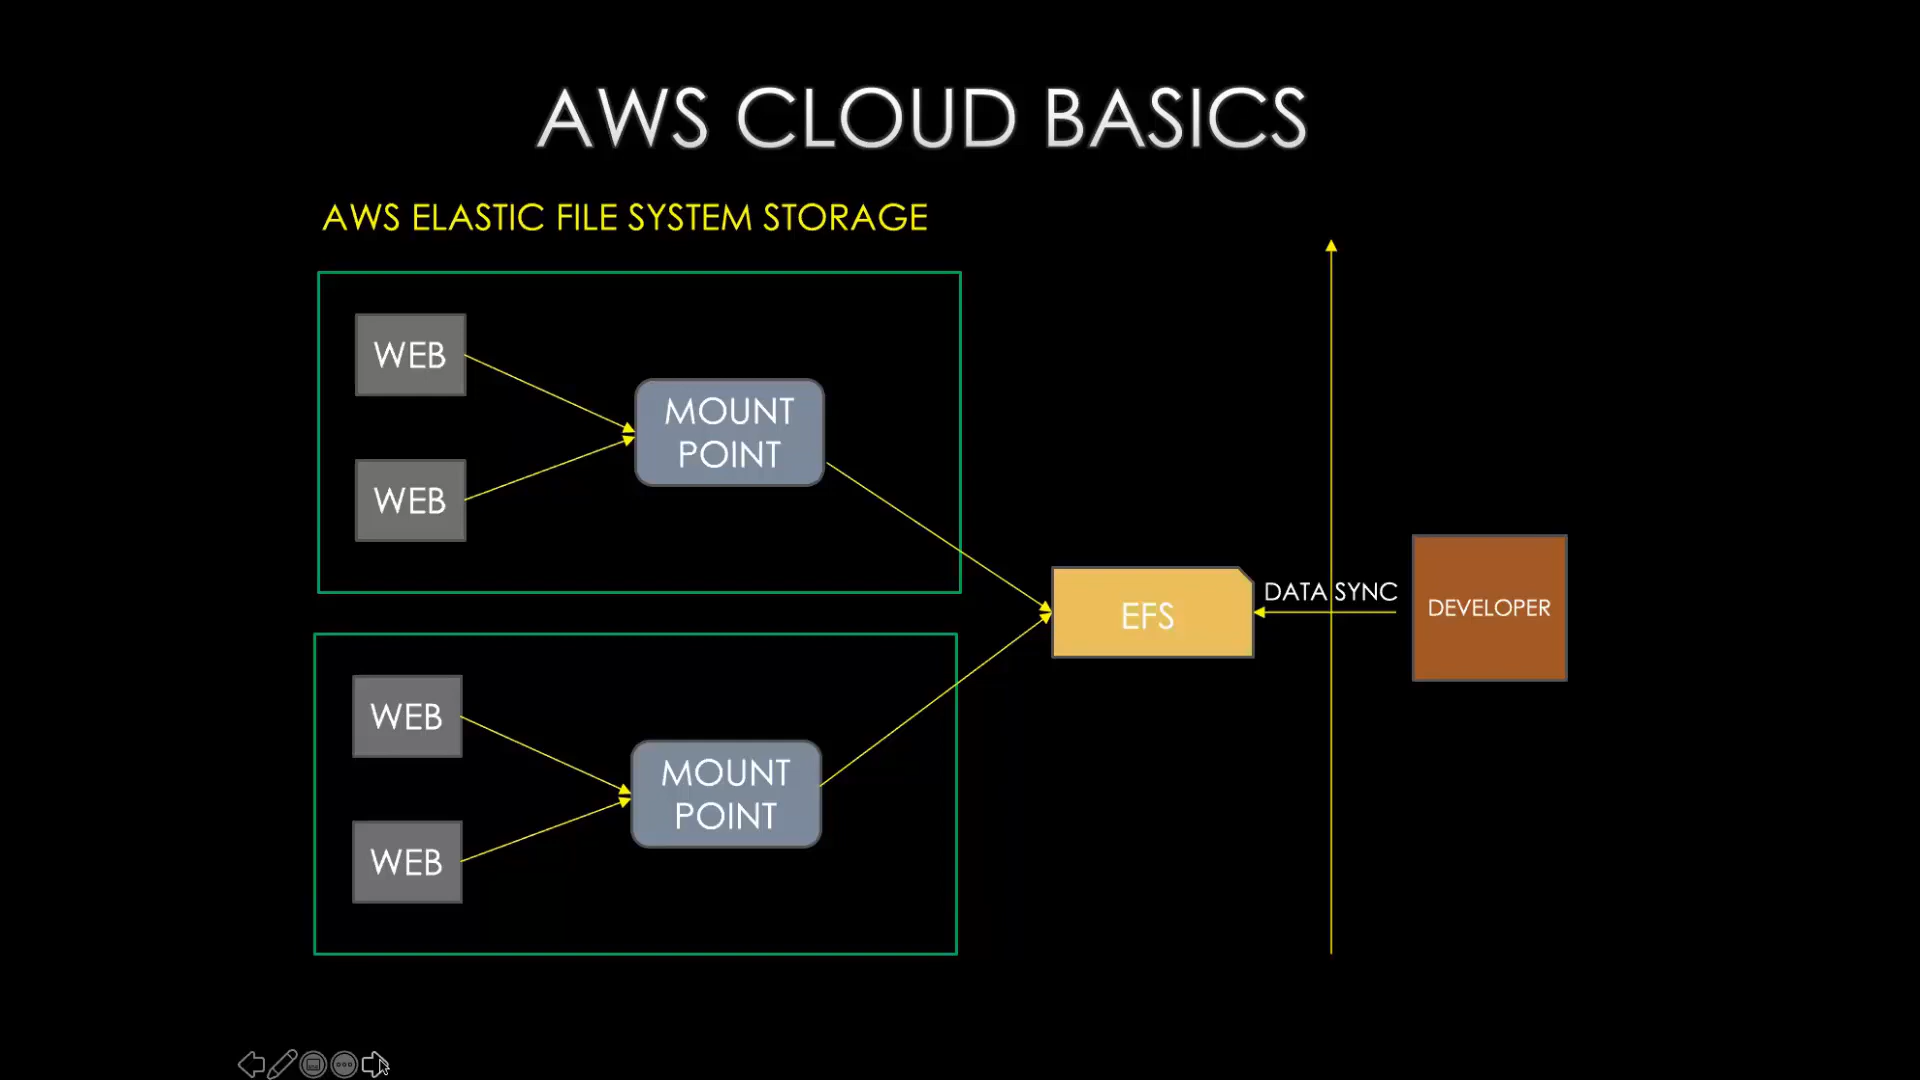 AWS CLOUD BASICS
AWS ELASTIC FILE SYSTEM STORAGE
WEB
MOUNT
POINT
WEB
EFS
DATA SYNC
DEVELOPER
WEB
MOUNT
POINT
WEB